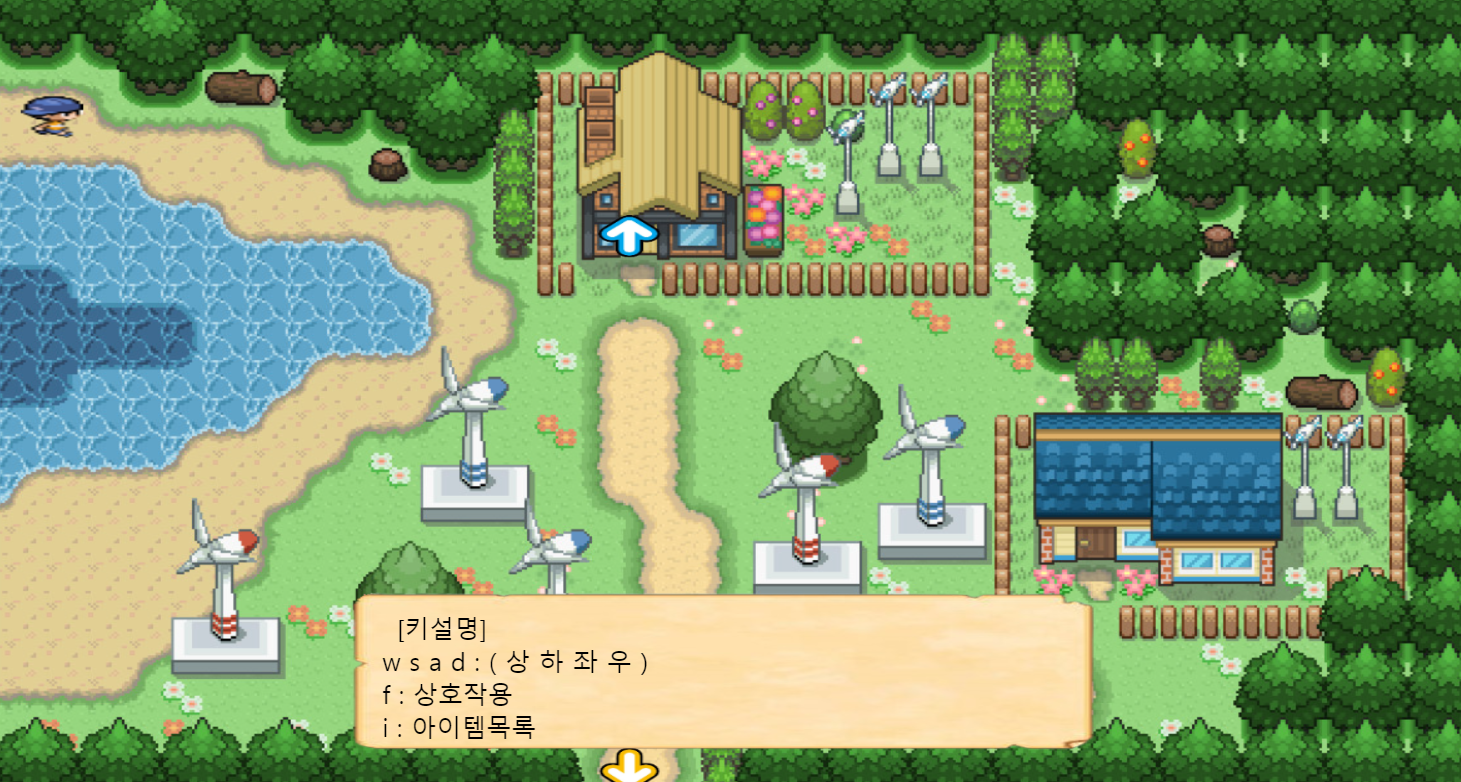 [키설명]
w s a d : ( 상 하 좌 우 )
f : 상호작용
i : 아이템목록